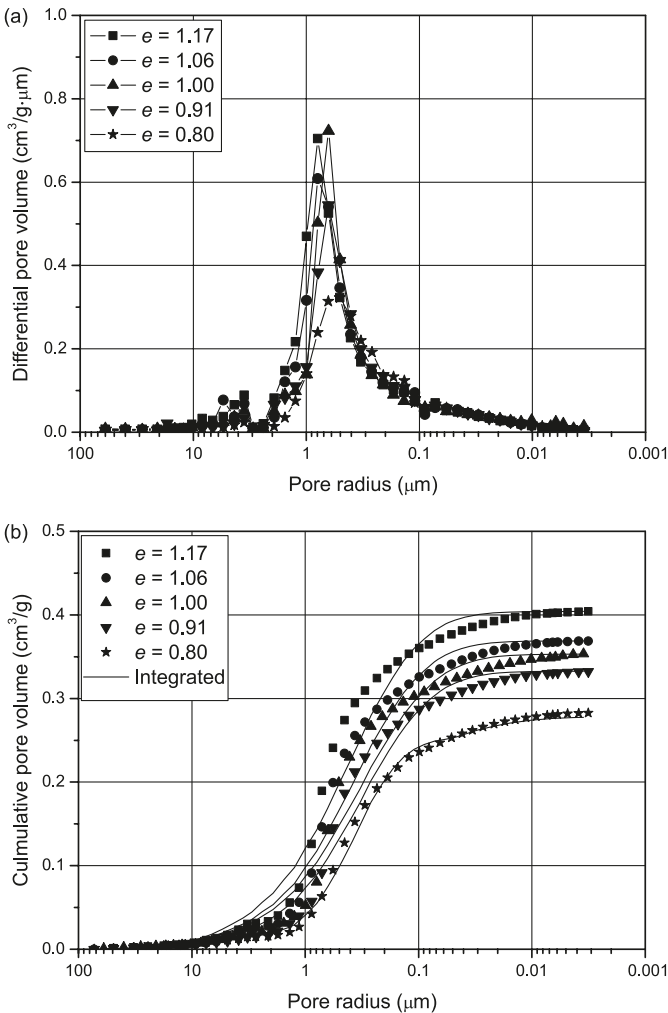 (a)
1.0
0.8
0.6
0.4
0.2
0.0
Differential pore volume (cm³/g·μm)
e = 1.17
e = 1.06
e = 1.00
e = 0.91
e = 0.80
100
10
1
0.1
0.01
0.001
Pore radius (μm)
(b)
0.5
0.4
0.3
0.2
0.1
0.0
Culmulative pore volume (cm³/g)
e = 1.17
e = 1.06
e = 1.00
e = 0.91
e = 0.80
Integrated
100
10
1
0.1
0.01
0.001
Pore radius (μm)